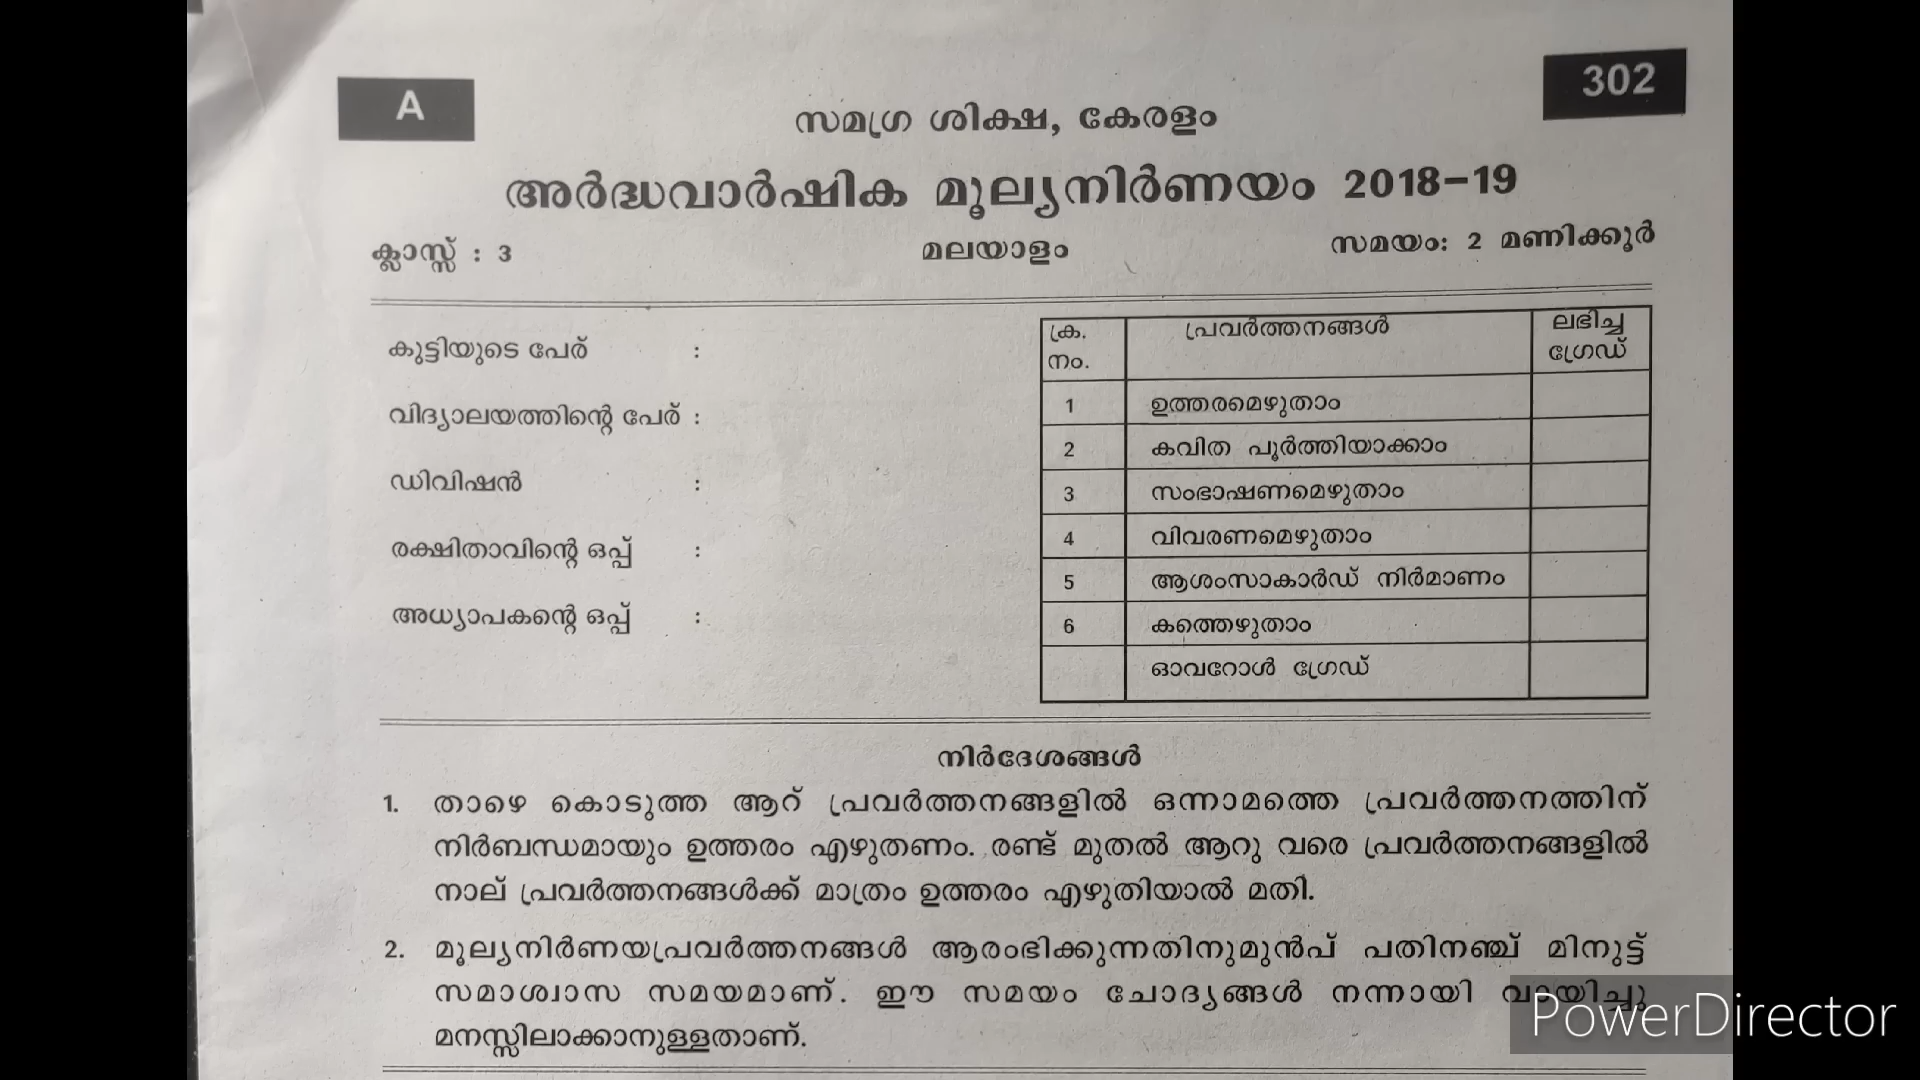 A
302
സമഗ്ര ശിക്ഷ, കേരളം
അർദ്ധവാർഷിക മൂല്യനിർണയം 2018-19
ക്ലാസ്സ് : 3 മലയാളം സമയം: 2 മണിക്കൂർ
കുട്ടിയുടെ പേര് :
വിദ്യാലയത്തിന്റെ പേര് :
ഡിവിഷൻ :
രക്ഷിതാവിന്റെ ഒപ്പ് :
അധ്യാപകന്റെ ഒപ്പ് :
ക്ര. നം. പ്രവർത്തനങ്ങൾ ലഭിച്ച ഗ്രേഡ്
1 ഉത്തരമെഴുതാം
2 കവിത പൂർത്തിയാക്കാം
3 സംഭാഷണമെഴുതാം
4 വിവരണമെഴുതാം
5 ആശംസാകാർഡ് നിർമാണം
6 കത്തെഴുതാം
ഓവറോൾ ഗ്രേഡ്
നിർദേശങ്ങൾ
1. താഴെ കൊടുത്ത ആറ് പ്രവർത്തനങ്ങളിൽ ഒന്നാമത്തെ പ്രവർത്തനത്തിന്
നിർബന്ധമായും ഉത്തരം എഴുതണം. രണ്ട് മുതൽ ആറു വരെ പ്രവർത്തനങ്ങളിൽ
നാല് പ്രവർത്തനങ്ങൾക്ക് മാത്രം ഉത്തരം എഴുതിയാൽ മതി.
2. മൂല്യനിർണയപ്രവർത്തനങ്ങൾ ആരംഭിക്കുന്നതിനുമുൻപ് പതിനഞ്ച് മിനുട്ട്
സമാശ്വാസ സമയമാണ്. ഈ സമയം ചോദ്യങ്ങൾ നന്നായി വായിച്ചു
മനസ്സിലാക്കാനുള്ളതാണ്.
PowerDirector